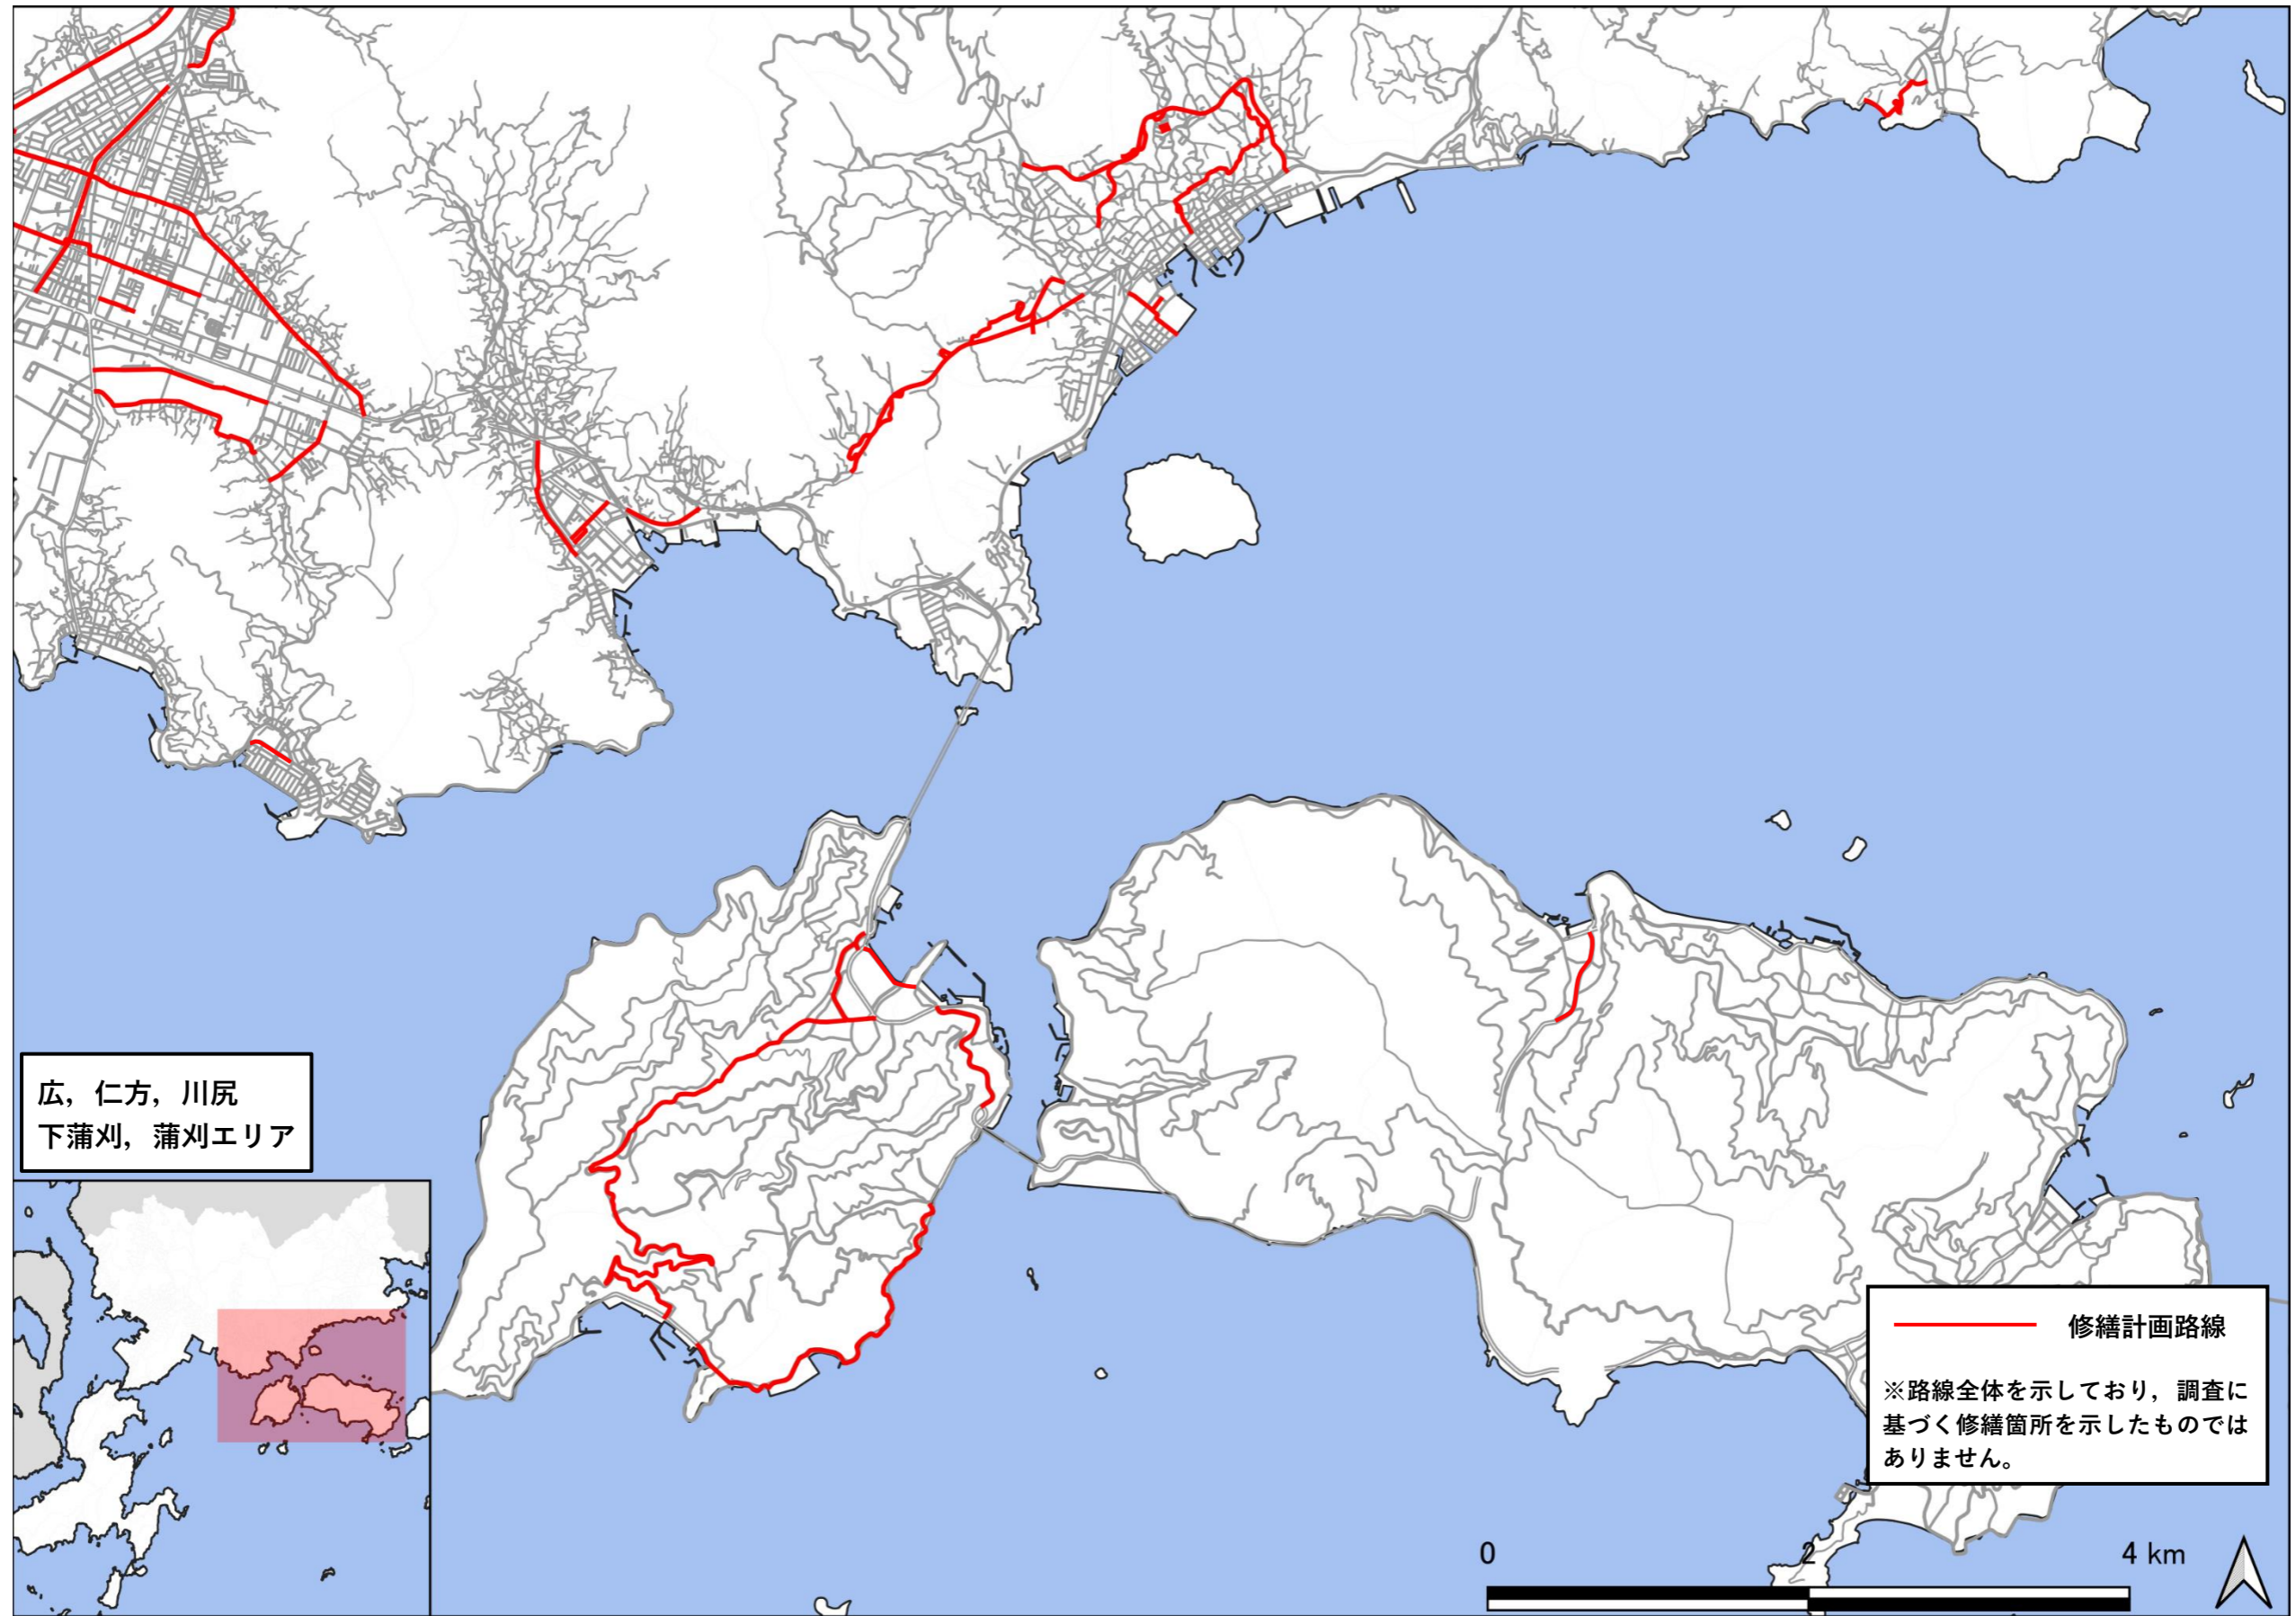 広，仁方，川尻
下蒲刈，蒲刈エリア
修繕計画路線
※路線全体を示しており，調査に
基づく修繕箇所を示したものでは
ありません。
0 2 4 km